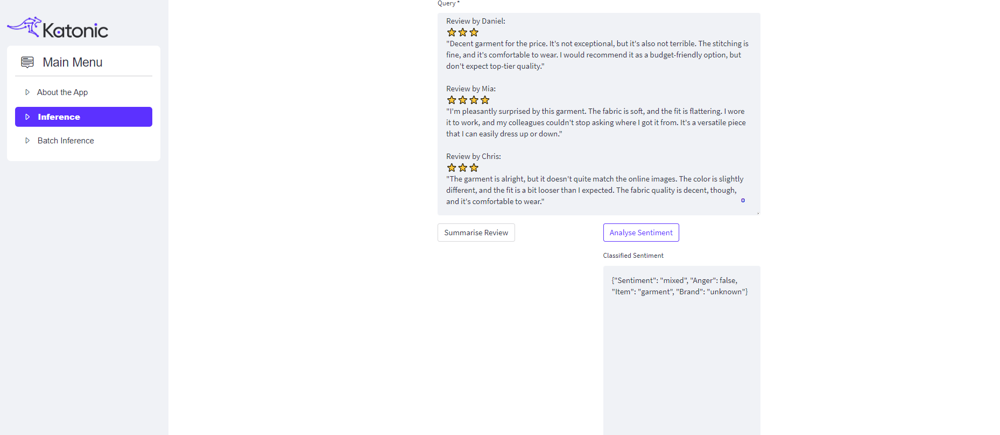 Katonic
Main Menu
About the App
Inference
Batch Inference
Query *
Review by Daniel:
⭐⭐⭐
"Decent garment for the price. It's not exceptional, but it's also not terrible. The stitching is
fine, and it's comfortable to wear. I would recommend it as a budget-friendly option, but
don't expect top-tier quality."
Review by Mia:
⭐⭐⭐⭐
"I'm pleasantly surprised by this garment. The fabric is soft, and the fit is flattering. I wore
it to work, and my colleagues couldn't stop asking where I got it from. It's a versatile piece
that I can easily dress up or down."
Review by Chris:
⭐⭐⭐
"The garment is alright, but it doesn't quite match the online images. The color is slightly
different, and the fit is a bit looser than I expected. The fabric quality is decent, though,
and it's comfortable to wear."
Summarise Review
Analyse Sentiment
Classified Sentiment
{"Sentiment": "mixed", "Anger": false,
"Item": "garment", "Brand": "unknown"}